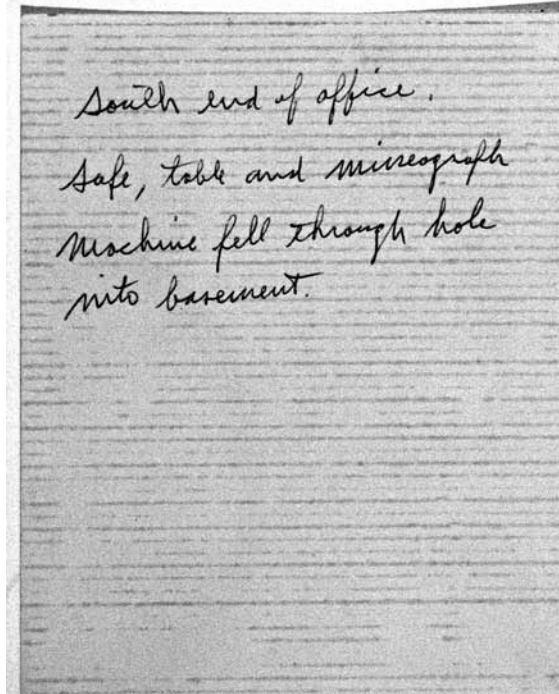 South end of office.
Safe, table and mimeograph
Machine fell through hole
into basement.